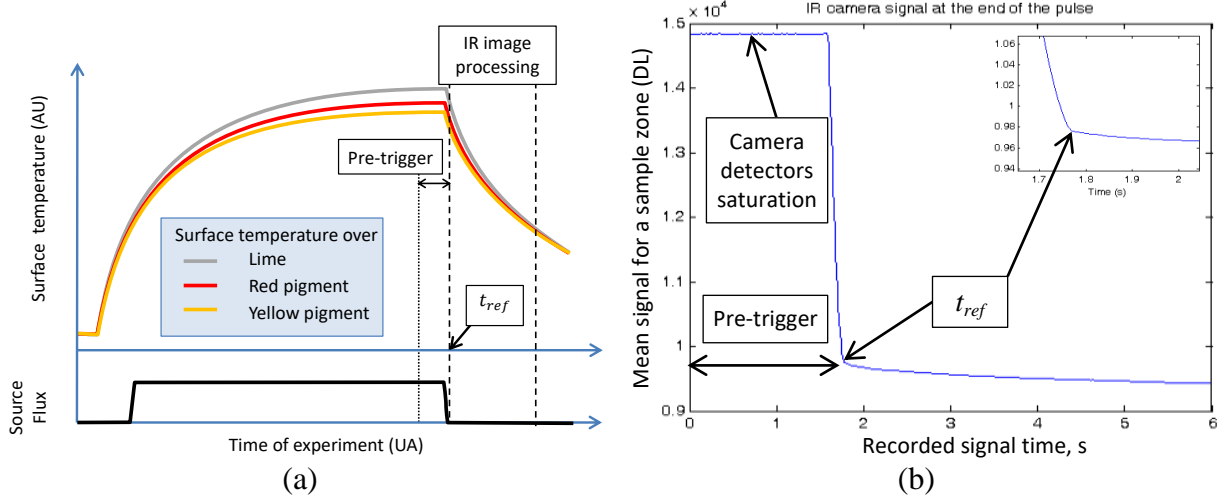 IR image
processing
Pre-trigger
Surface temperature (AU)
Surface temperature over
Lime
Red pigment
Yellow pigment
t_ref
Source
Flux
Time of experiment (UA)
(a)
× 10⁴
IR camera signal at the end of the pulse
1.5
1.4
1.3
1.2
1.1
1
0.9
Mean signal for a sample zone (DL)
Camera
detectors
saturation
Pre-trigger
t_ref
1.06
1.04
1.02
1
0.98
0.96
0.94
1.7 1.8 1.9 2
Time (s)
0 1 2 3 4 5 6
Recorded signal time, s
(b)